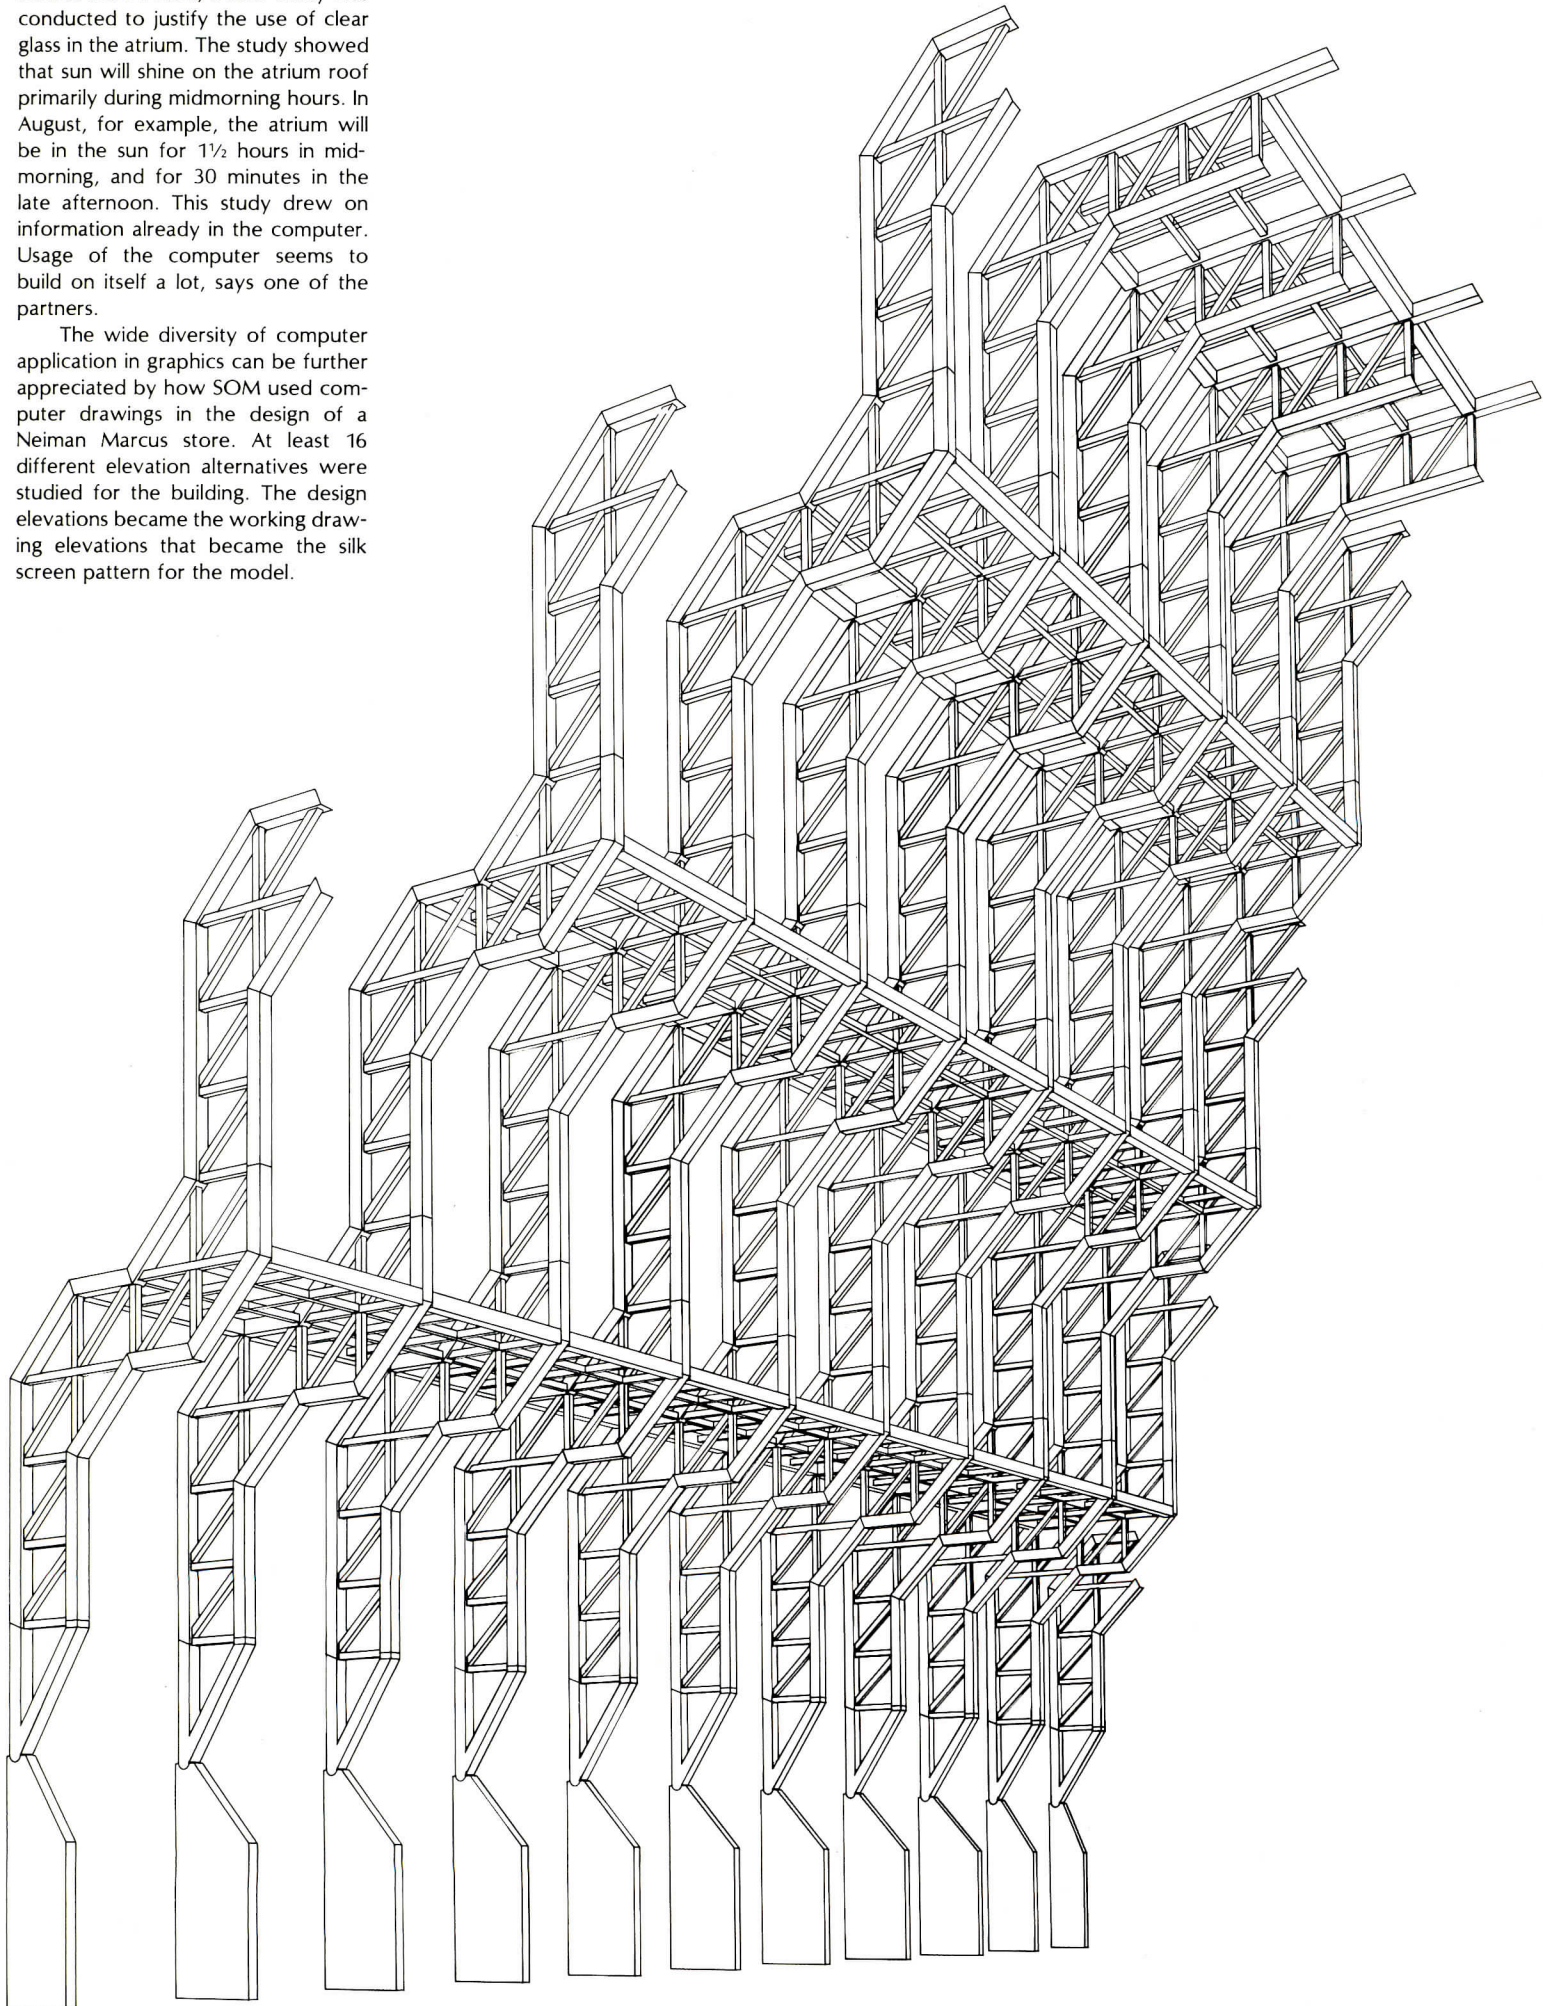 conducted to justify the use of clear
glass in the atrium. The study showed
that sun will shine on the atrium roof
primarily during midmorning hours. In
August, for example, the atrium will
be in the sun for 1½ hours in mid-
morning, and for 30 minutes in the
late afternoon. This study drew on
information already in the computer.
Usage of the computer seems to
build on itself a lot, says one of the
partners.
The wide diversity of computer
application in graphics can be further
appreciated by how SOM used com-
puter drawings in the design of a
Neiman Marcus store. At least 16
different elevation alternatives were
studied for the building. The design
elevations became the working draw-
ing elevations that became the silk
screen pattern for the model.